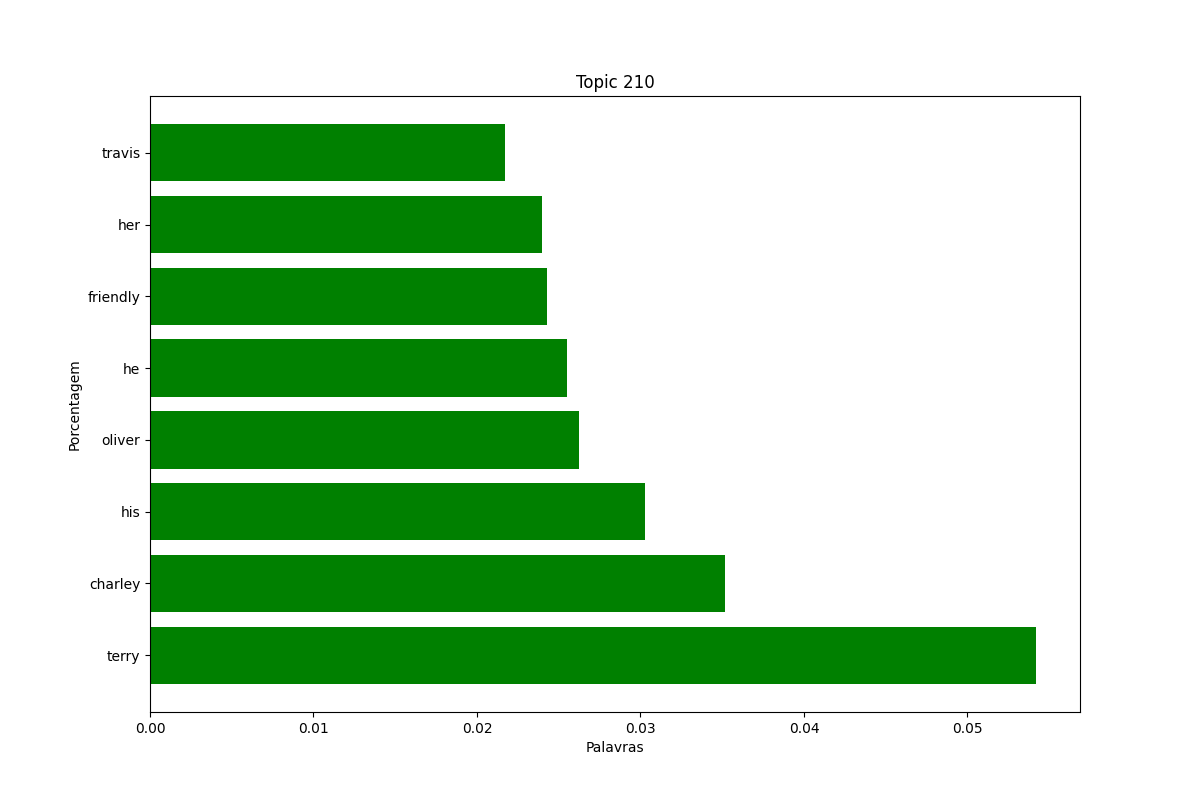 Topic 210
travis
her
friendly
he
oliver
his
charley
terry
Porcentagem
0.00 0.01 0.02 0.03 0.04 0.05
Palavras